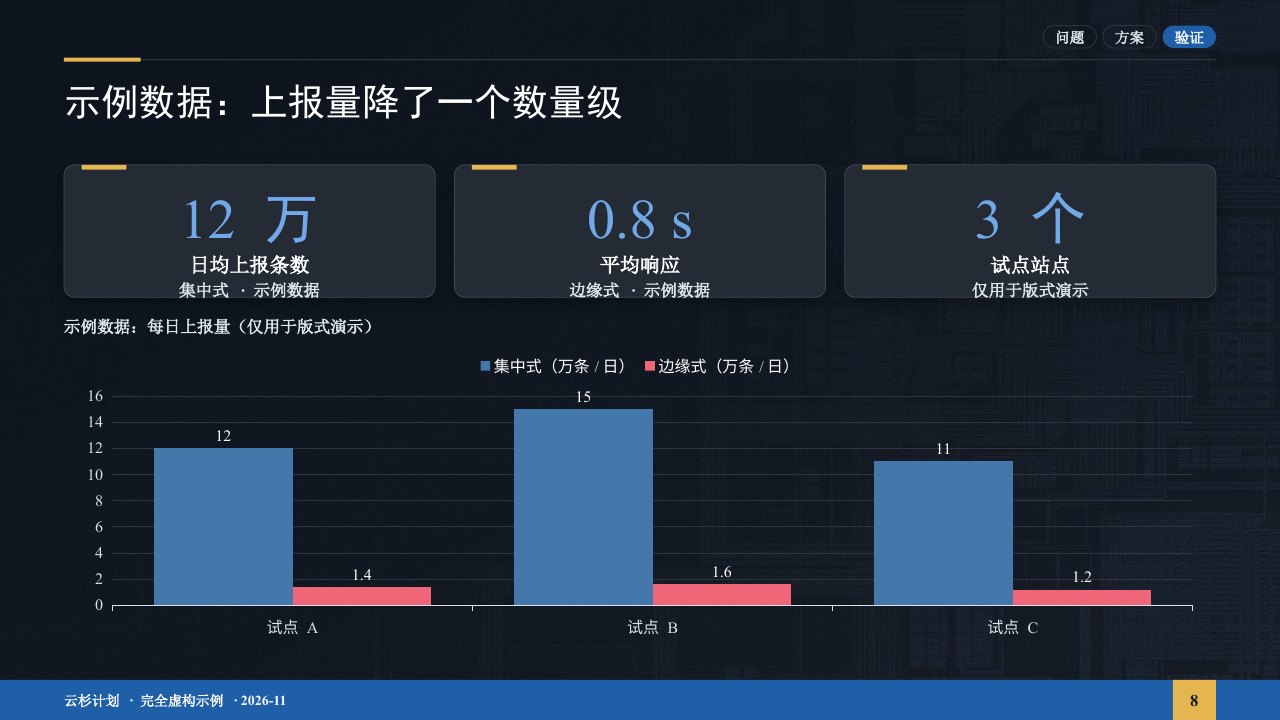 问题 方案 验证
示例数据：上报量降了一个数量级
12 万
日均上报条数
集中式 · 示例数据
0.8 s
平均响应
边缘式 · 示例数据
3 个
试点站点
仅用于版式演示
示例数据：每日上报量（仅用于版式演示）
集中式（万条 / 日） 边缘式（万条 / 日）
16
14
12
10
8
6
4
2
0
12
1.4
15
1.6
11
1.2
试点 A
试点 B
试点 C
云杉计划 · 完全虚构示例 · 2026-11
8